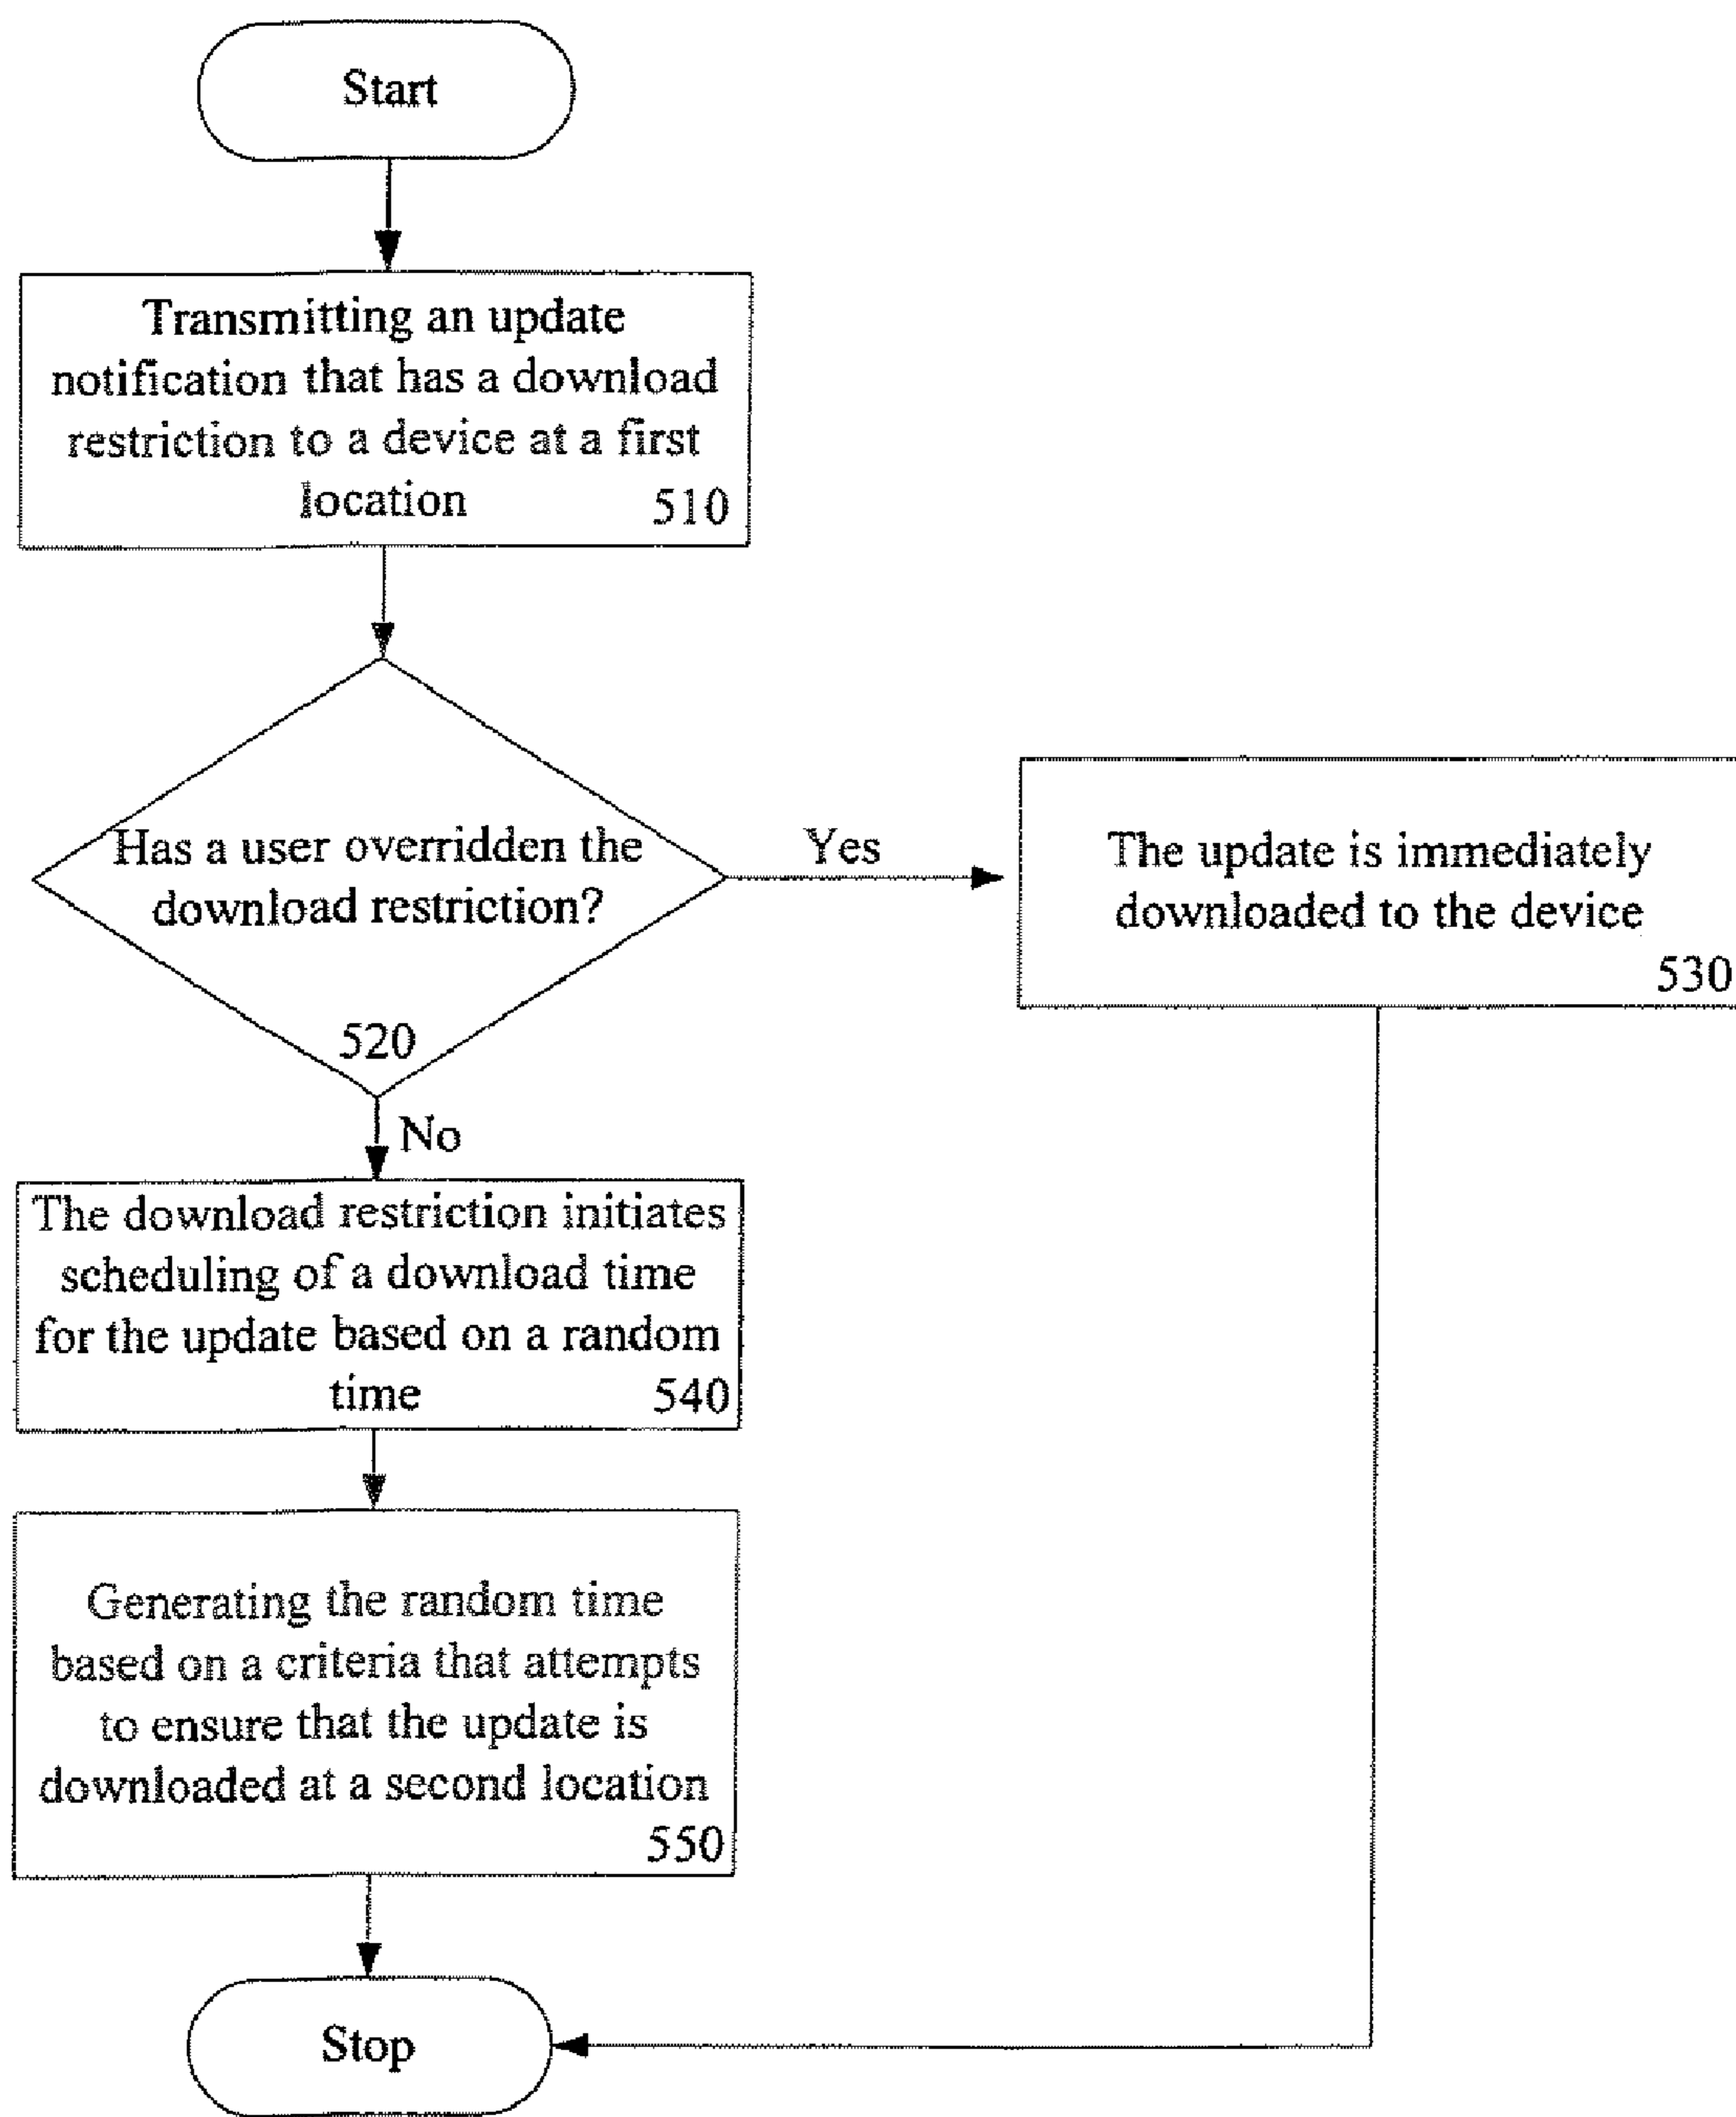 Start
Transmitting an update
notification that has a download
restriction to a device at a first
location
510
Has a user overridden the
download restriction?
520
Yes
The update is immediately
downloaded to the device
530
No
The download restriction initiates
scheduling of a download time
for the update based on a random
time
540
Generating the random time
based on a criteria that attempts
to ensure that the update is
downloaded at a second location
550
Stop